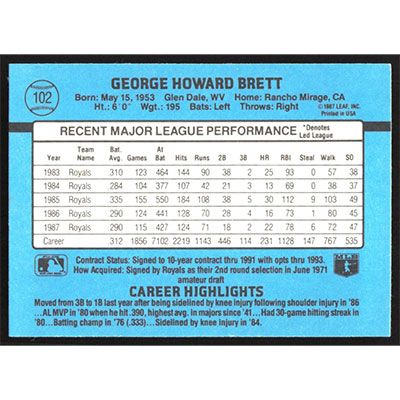 102
GEORGE HOWARD BRETT
©1987 LEAF, INC.
Printed in USA
Born: May 15, 1953 Glen Dale, WV Home: Rancho Mirage, CA
Ht.: 6'0" Wgt.: 195 Bats: Left Throws: Right
RECENT MAJOR LEAGUE PERFORMANCE *Denotes Led League
Year Team Name Bat. Avg. Games At Bat Hits Runs 2B 3B HR RBI Steal Walk SO
1983 Royals 310 123 464 144 90 38 2 25 93 0 57 38
1984 Royals 284 104 377 107 42 21 3 13 69 0 38 37
1985 Royals 335 155 550 184 108 38 5 30 112 9 103 49
1986 Royals 290 124 441 128 70 28 4 16 73 1 80 45
1987 Royals 290 115 427 124 71 18 2 22 78 6 72 47
Career 312 1856 7102 2219 1143 446 114 231 1128 147 767 535
Contract Status: Signed to 10-year contract thru 1991 with opts thru 1993.
How Acquired: Signed by Royals as their 2nd round selection in June 1971
amateur draft
CAREER HIGHLIGHTS
Moved from 3B to 1B last year after being sidelined by knee injury following shoulder injury in '86
...AL MVP in '80 when he hit .390, highest avg. in majors since '41...Had 30-game hitting streak in
'80...Batting champ in '76 (.333)...Sidelined by knee injury in '84.